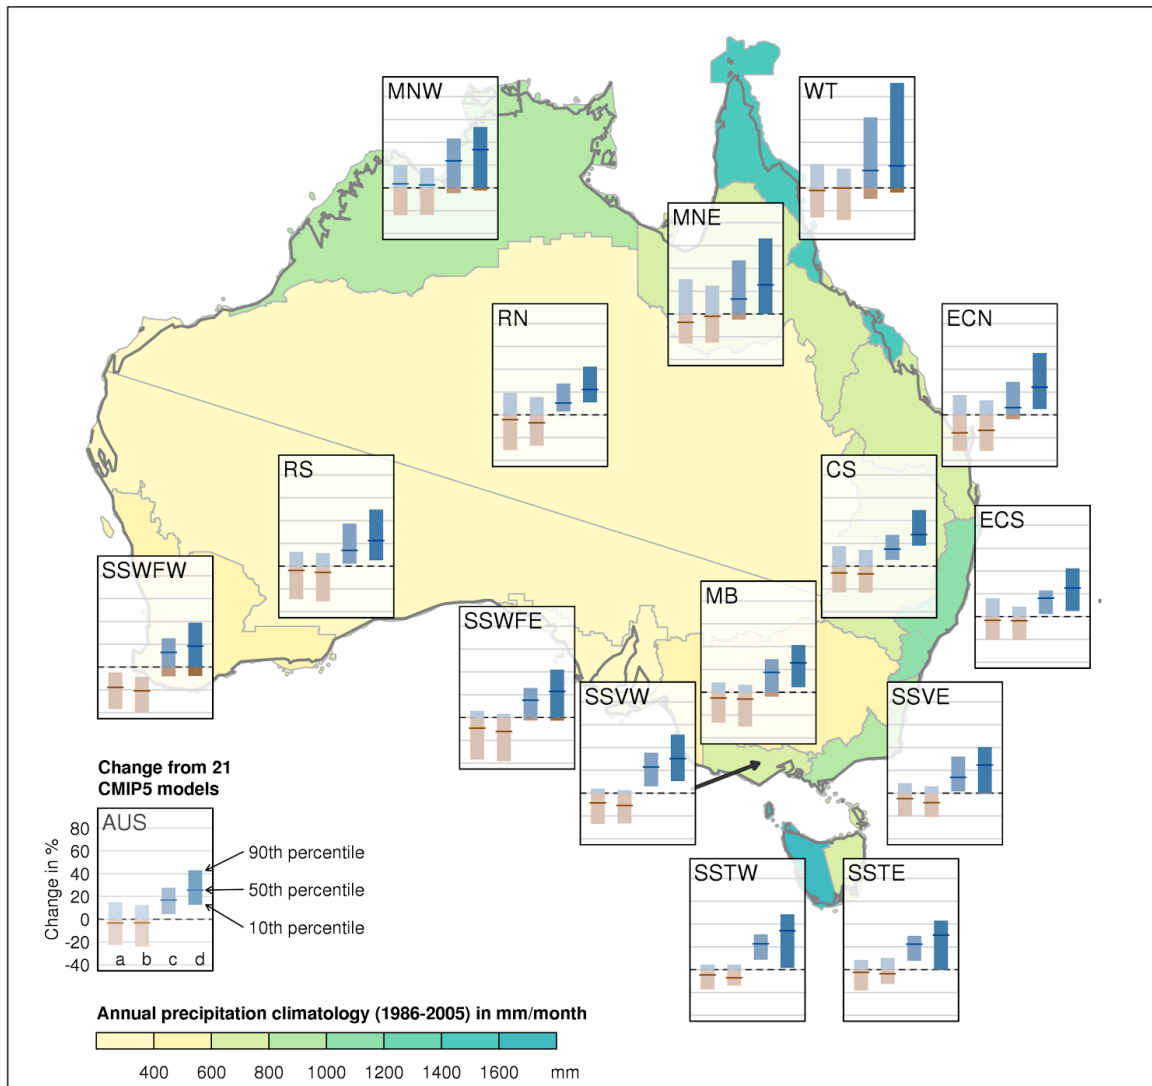 MNW
WT
MNE
RN
ECN
RS
CS
ECS
SSWFW
MB
SSWFE
SSVW
SSVE
Change from 21
CMIP5 models
AUS
80
60
40
20
0
-20
-40
Change in %
a b c d
90th percentile
50th percentile
10th percentile
SSTW
SSTE
Annual precipitation climatology (1986-2005) in mm/month
400 600 800 1000 1200 1400 1600 mm